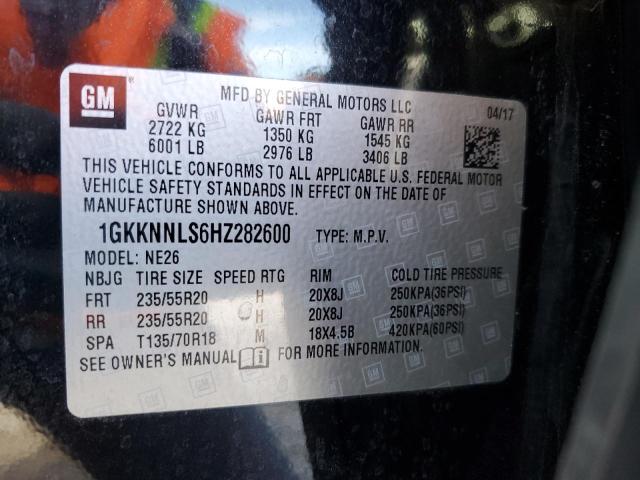 GM
MFD BY GENERAL MOTORS LLC
04/17
GVWR GAWR FRT GAWR RR
2722 KG 1350 KG 1545 KG
6001 LB 2976 LB 3406 LB
THIS VEHICLE CONFORMS TO ALL APPLICABLE U.S. FEDERAL MOTOR
VEHICLE SAFETY STANDARDS IN EFFECT ON THE DATE OF
MANUFACTURE SHOWN ABOVE.
1GKKNNLS6HZ282600 TYPE: M.P.V.
MODEL: NE26
NBJG TIRE SIZE SPEED RTG RIM COLD TIRE PRESSURE
FRT 235/55R20 H 20X8J 250KPA(36PSI)
RR 235/55R20 H 20X8J 250KPA(36PSI)
SPA T135/70R18 M 18X4.5B 420KPA(60PSI)
SEE OWNER'S MANUAL FOR MORE INFORMATION.